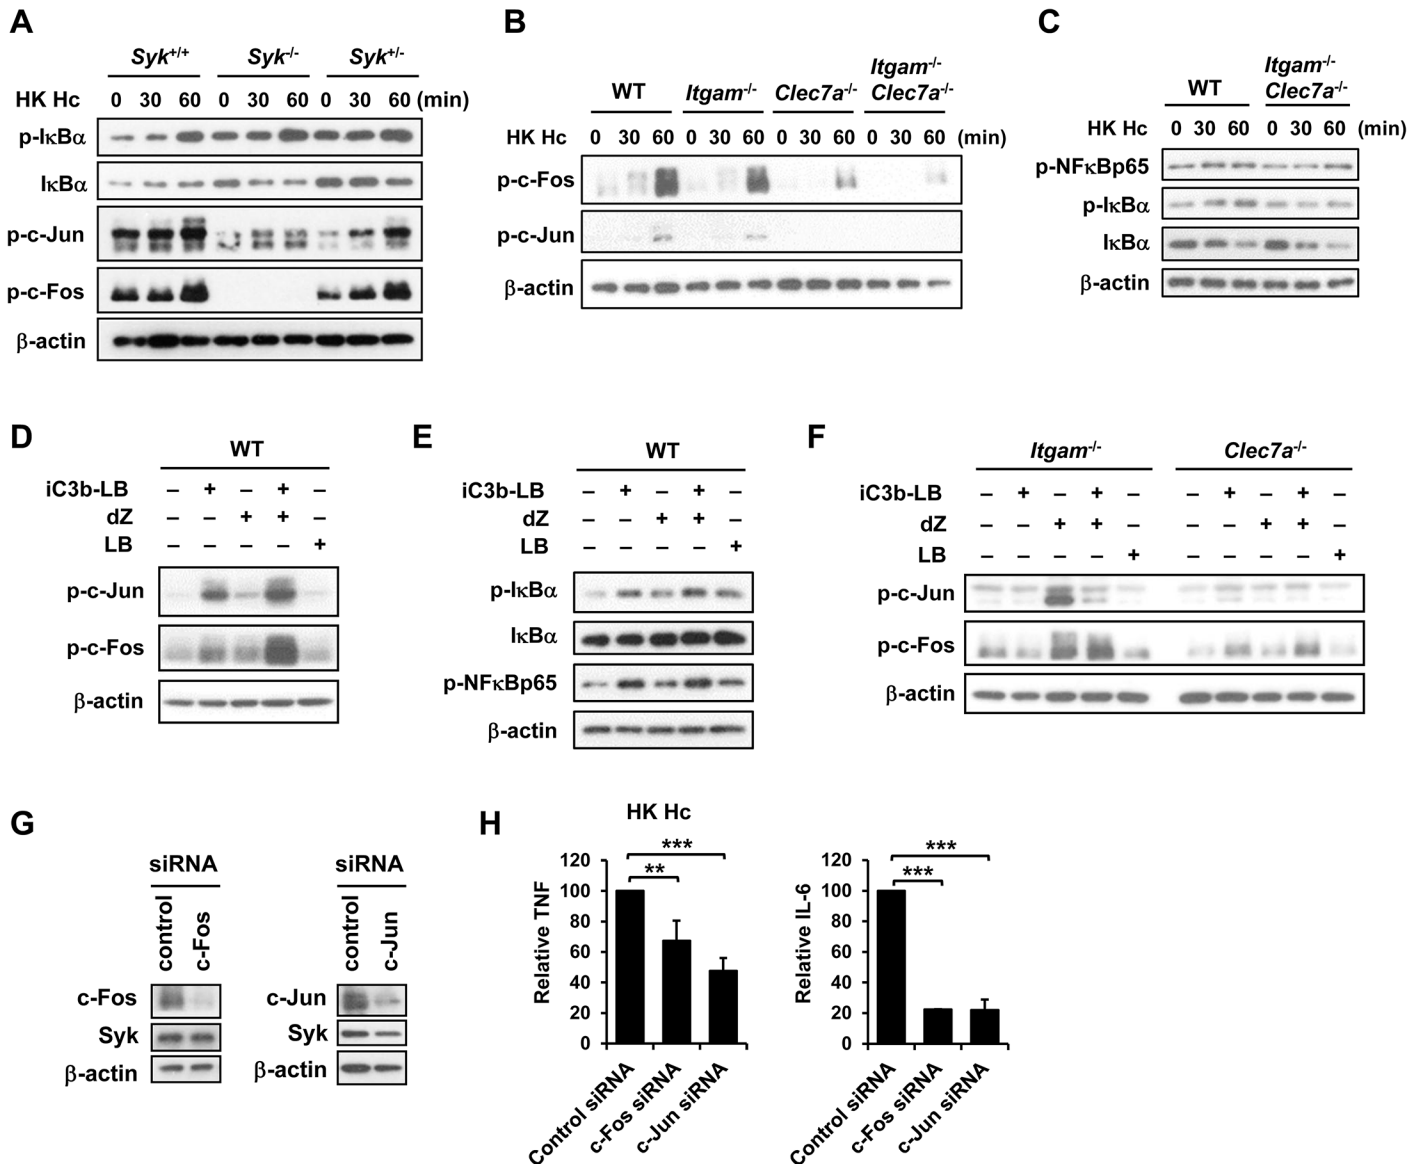 A
Syk+/+ Syk-/- Syk+/-
HK Hc 0 30 60 0 30 60 0 30 60 (min)
p-IκBα
IκBα
p-c-Jun
p-c-Fos
β-actin
B
WT Itgam-/- Clec7a-/- Itgam-/-
Clec7a-/-
HK Hc 0 30 60 0 30 60 0 30 60 0 30 60 (min)
p-c-Fos
p-c-Jun
β-actin
C
WT Itgam-/-
Clec7a-/-
HK Hc 0 30 60 0 30 60 (min)
p-NFκBp65
p-IκBα
IκBα
β-actin
D
WT
iC3b-LB – + – + –
dZ – – + + –
LB – – – – +
p-c-Jun
p-c-Fos
β-actin
E
WT
iC3b-LB – + – + –
dZ – – + + –
LB – – – – +
p-IκBα
IκBα
p-NFκBp65
β-actin
F
Itgam-/- Clec7a-/-
iC3b-LB – + – + – – + – + –
dZ – – + + – – – + + –
LB – – – – + – – – – +
p-c-Jun
p-c-Fos
β-actin
G
siRNA
control
c-Fos
c-Fos
Syk
β-actin
siRNA
control
c-Jun
c-Jun
Syk
β-actin
H
HK Hc
Relative TNF
120
100
80
60
40
20
0
***
**
Control siRNA
c-Fos siRNA
c-Jun siRNA
Relative IL-6
120
100
80
60
40
20
0
***
***
Control siRNA
c-Fos siRNA
c-Jun siRNA